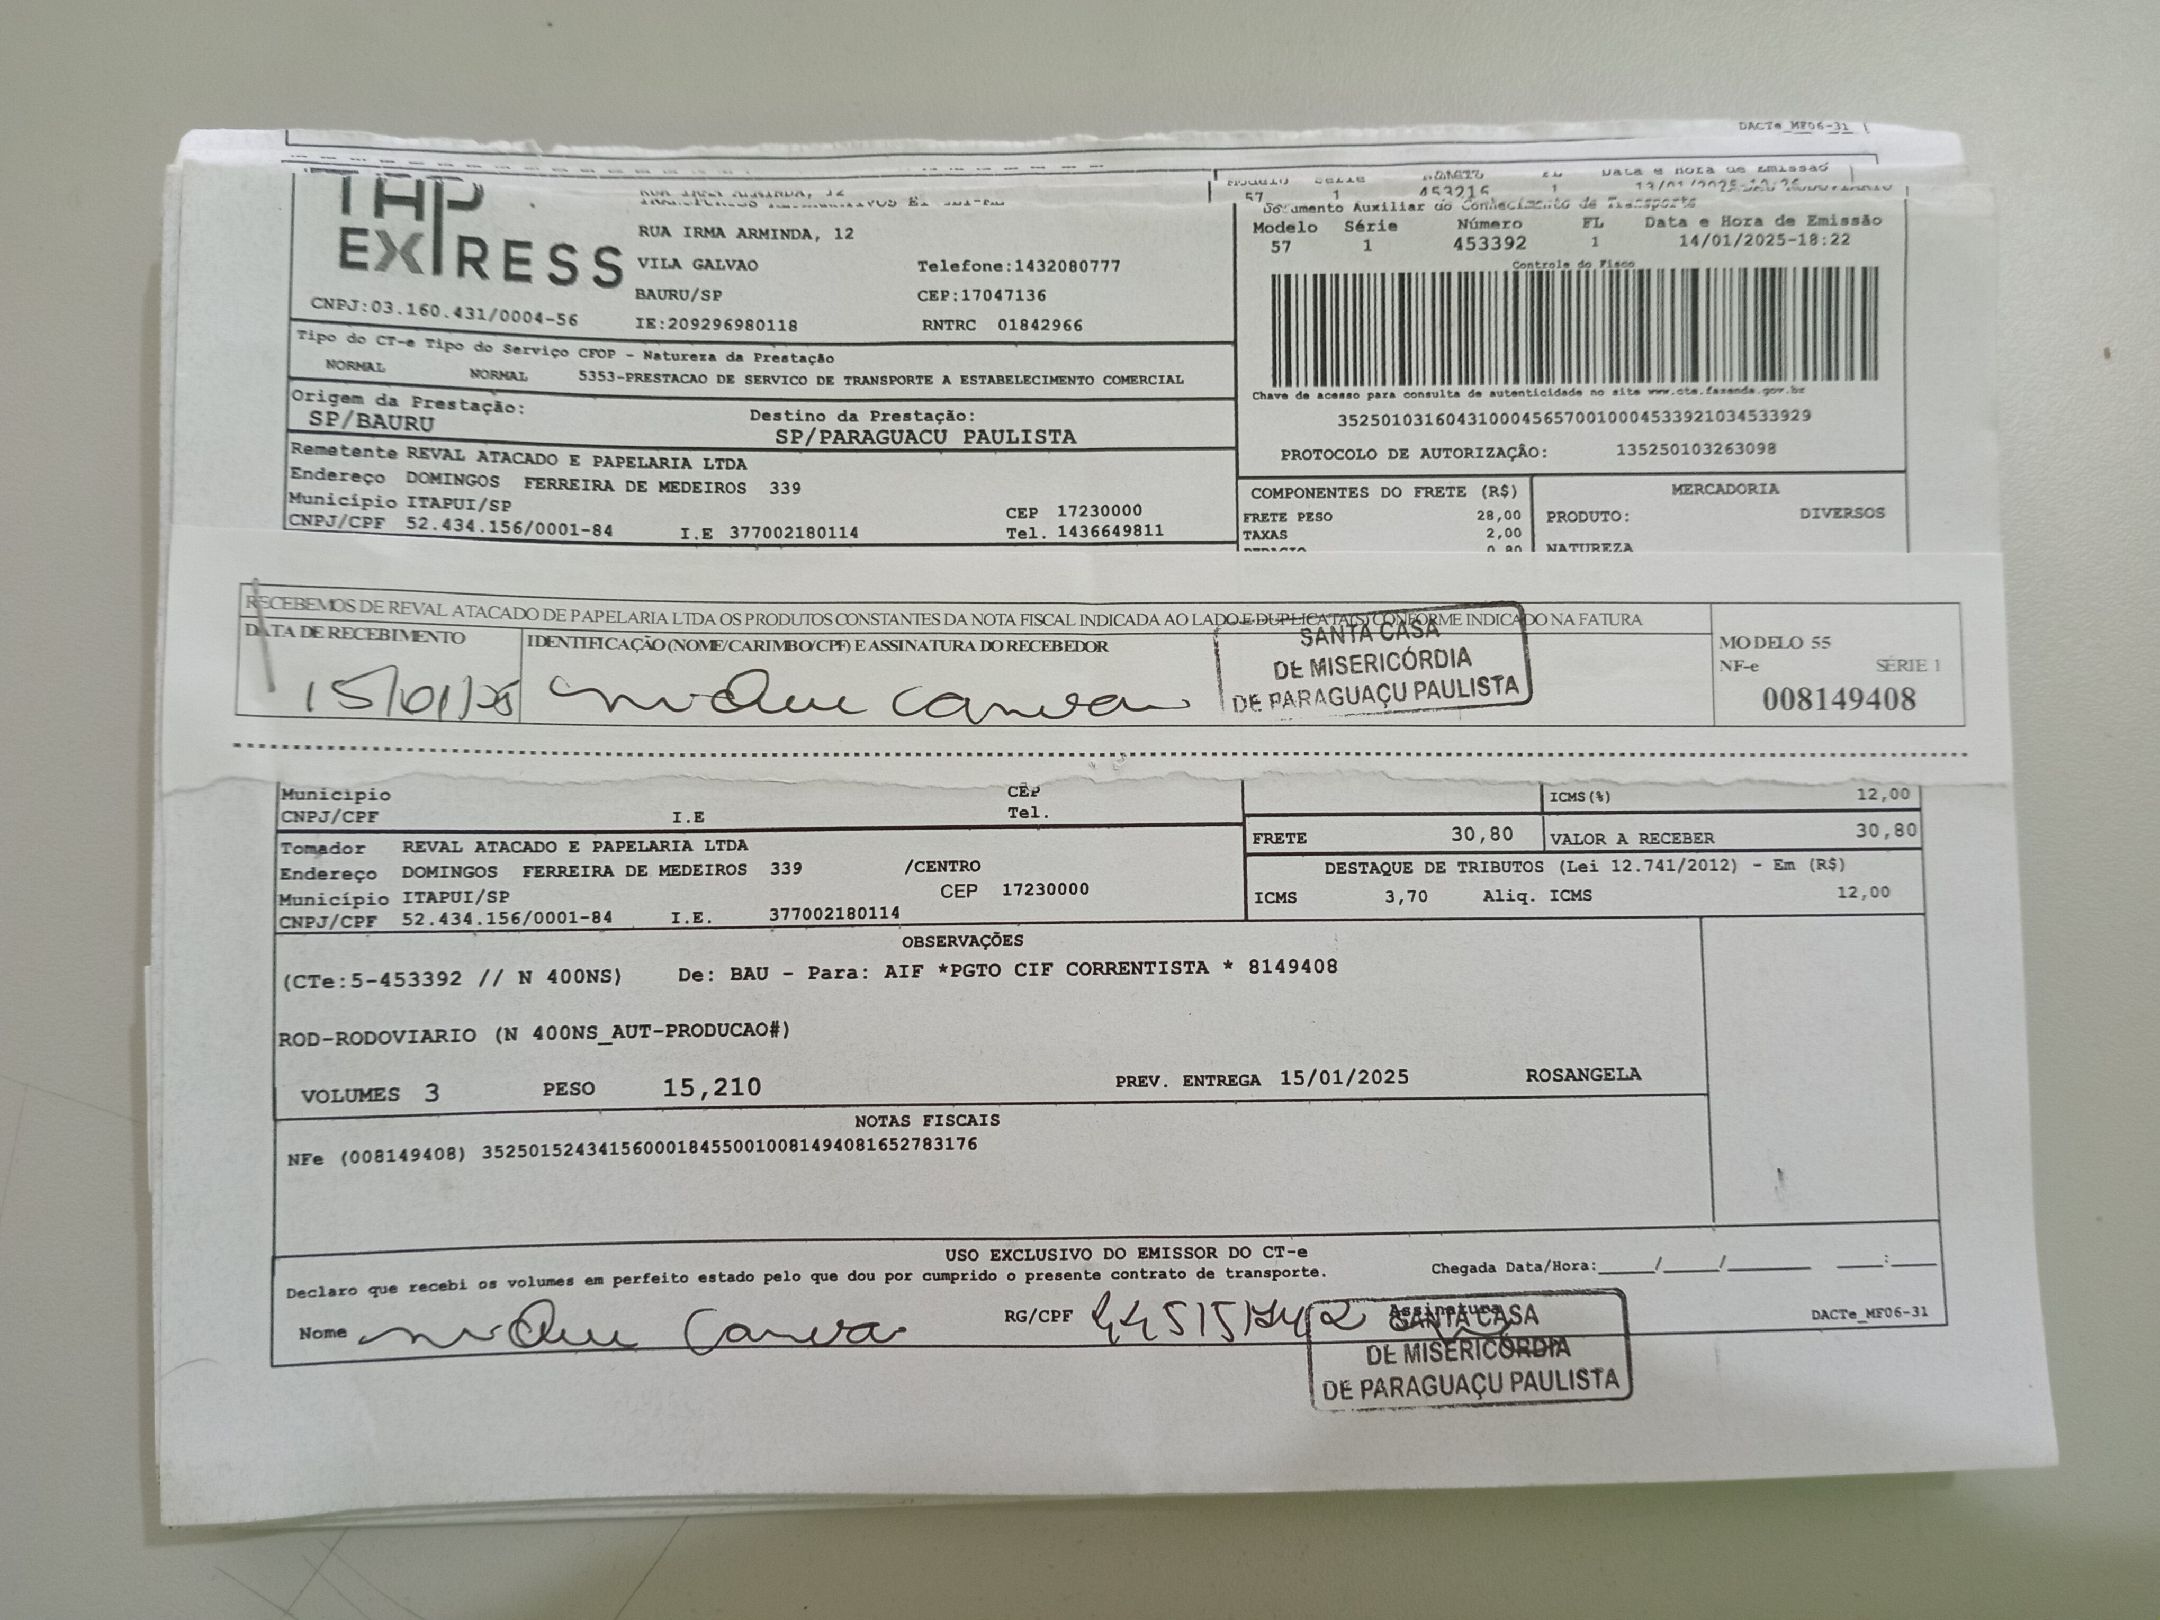 DACTe_MF06-31
453216
57 1
THP
EXPRESS
RUA IRMA ARMINDA, 12
RUA IRMA ARMINDA, 12
VILA GALVAO Telefone:1432080777
BAURU/SP CEP:17047136
CNPJ:03.160.431/0004-56 IE:209296980118 RNTRC 01842966
Documento Auxiliar do Conhecimento de Transporte
Modelo Série Número FL Data e Hora de Emissão
57 1 453392 1 14/01/2025-18:22
Controle do Fisco
Chave de acesso para consulta de autenticidade no site www.cte.fazenda.gov.br
35250103160431000456570010004533921034533929
PROTOCOLO DE AUTORIZAÇÂO: 135250103263098
Tipo do CT-e Tipo do Serviço CFOP - Natureza da Prestação
NORMAL NORMAL 5353-PRESTACAO DE SERVICO DE TRANSPORTE A ESTABELECIMENTO COMERCIAL
Origem da Prestação: Destino da Prestação:
SP/BAURU SP/PARAGUACU PAULISTA
Remetente REVAL ATACADO E PAPELARIA LTDA
Endereço DOMINGOS FERREIRA DE MEDEIROS 339
Município ITAPUI/SP CEP 17230000
CNPJ/CPF 52.434.156/0001-84 I.E 377002180114 Tel. 1436649811
COMPONENTES DO FRETE (R$) MERCADORIA
FRETE PESO 28,00 PRODUTO: DIVERSOS
TAXAS 2,00
0,80 NATUREZA
RECEBEMOS DE REVAL ATACADO DE PAPELARIA LTDA OS PRODUTOS CONSTANTES DA NOTA FISCAL INDICADA AO LADO E DUPLICATA(S) CONFORME INDICADO NA FATURA
DATA DE RECEBIMENTO IDENTIFICAÇÃO (NOME/CARIMBO/CPF) E ASSINATURA DO RECEBEDOR
15/01/25
SANTA CASA
DE MISERICÓRDIA
DE PARAGUAÇU PAULISTA
MODELO 55
NF-e SÉRIE 1
008149408
Município CEP
CNPJ/CPF I.E Tel.
ICMS(%) 12,00
FRETE 30,80 VALOR A RECEBER 30,80
Tomador REVAL ATACADO E PAPELARIA LTDA
Endereço DOMINGOS FERREIRA DE MEDEIROS 339 /CENTRO
Município ITAPUI/SP CEP 17230000
CNPJ/CPF 52.434.156/0001-84 I.E. 377002180114
DESTAQUE DE TRIBUTOS (Lei 12.741/2012) - Em (R$)
ICMS 3,70 Aliq. ICMS 12,00
OBSERVAÇÕES
(CTe:5-453392 // N 400NS) De: BAU - Para: AIF *PGTO CIF CORRENTISTA * 8149408
ROD-RODOVIARIO (N 400NS_AUT-PRODUCAO#)
VOLUMES 3 PESO 15,210 PREV. ENTREGA 15/01/2025 ROSANGELA
NOTAS FISCAIS
NFe (008149408) 35250152434156000184550010081494081652783176
USO EXCLUSIVO DO EMISSOR DO CT-e
Declaro que recebi os volumes em perfeito estado pelo que dou por cumprido o presente contrato de transporte. Chegada Data/Hora:_____/_____/_______ ____:____
Nome RG/CPF Assinatura DACTe_MF06-31
SANTA CASA
DE MISERICÓRDIA
DE PARAGUAÇU PAULISTA